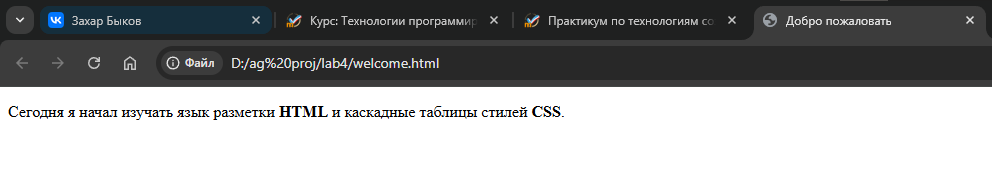 Захар Быков
Курс: Технологии программир
Практикум по технологиям со
Добро пожаловать
Файл
D:/ag%20proj/lab4/welcome.html
Сегодня я начал изучать язык разметки HTML и каскадные таблицы стилей CSS.